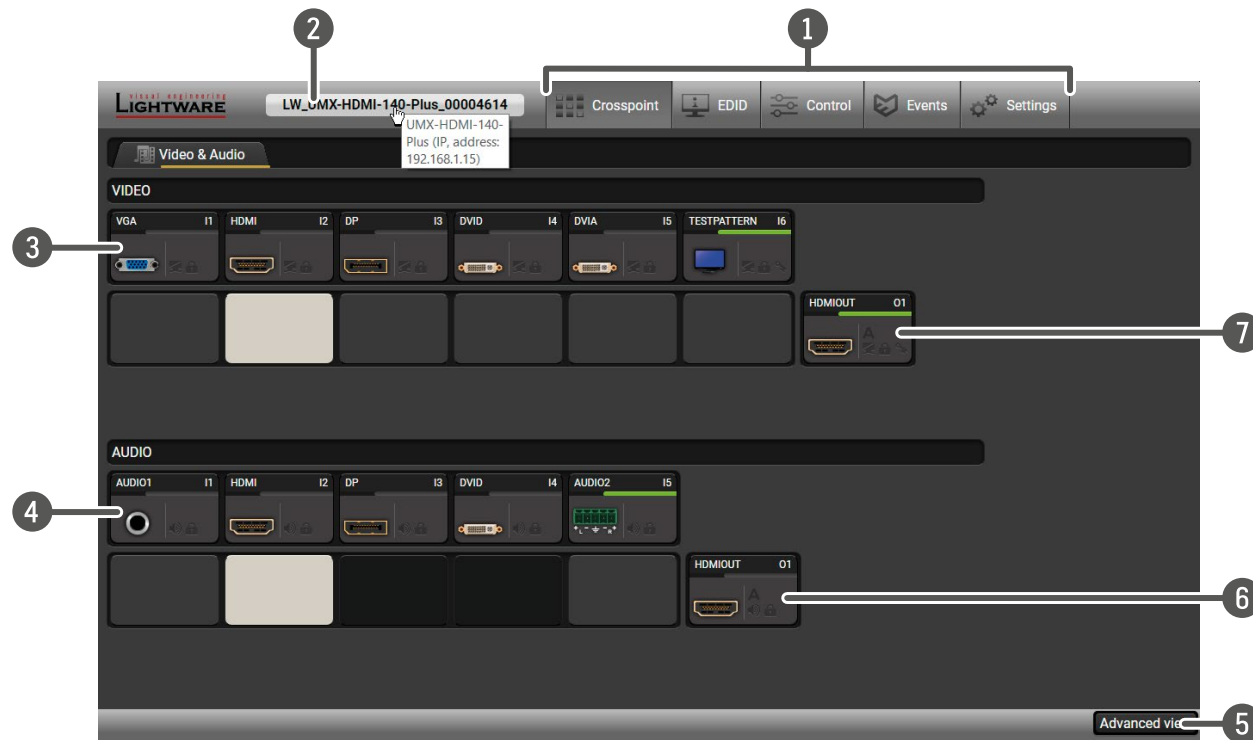 2
1
visual engineering
LIGHTWARE
LW_UMX-HDMI-140-Plus_00004614
Crosspoint
EDID
Control
Events
Settings
UMX-HDMI-140-
Plus (IP, address:
192.168.1.15)
Video & Audio
VIDEO
VGA I1
HDMI I2
DP I3
DVID I4
DVIA I5
TESTPATTERN I6
3
HDMIOUT O1
A
7
AUDIO
AUDIO1 I1
HDMI I2
DP I3
DVID I4
AUDIO2 I5
L R
4
HDMIOUT O1
A
6
Advanced vie
5